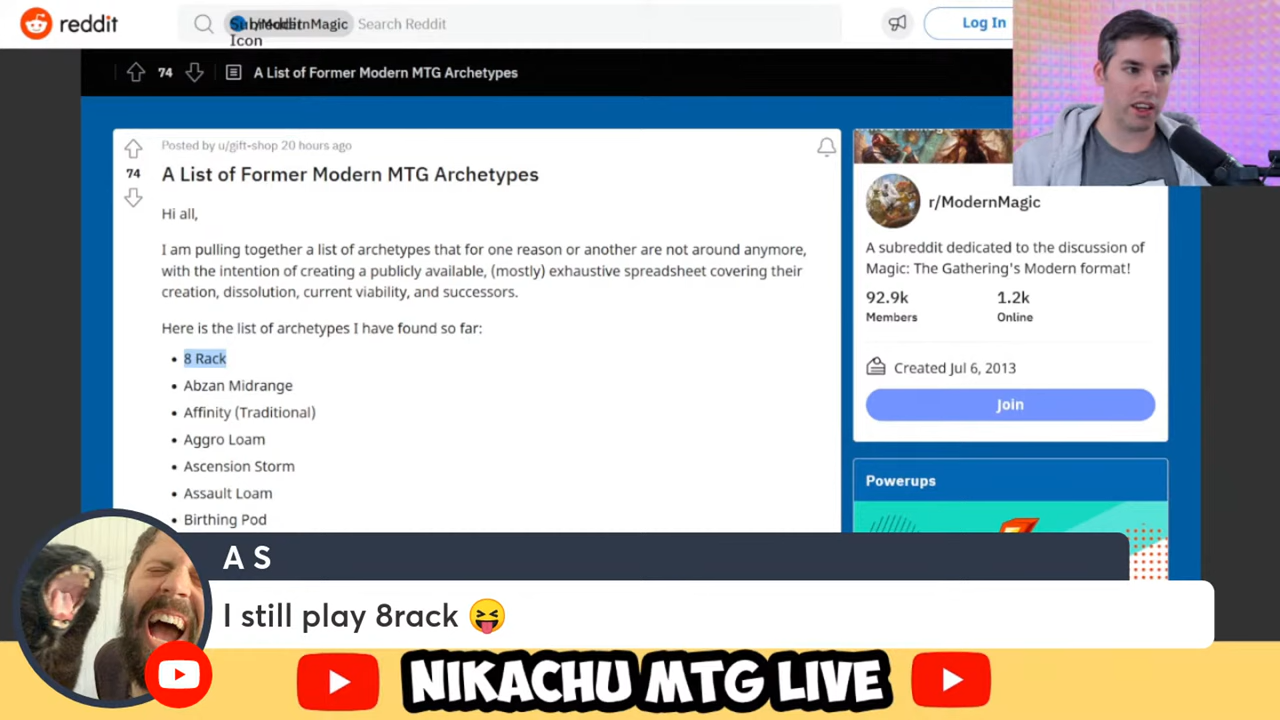 reddit
r/ModernMagic
Search Reddit
Icon
Log In
74
A List of Former Modern MTG Archetypes
Posted by u/gift-shop 20 hours ago
74
A List of Former Modern MTG Archetypes
Hi all,
I am pulling together a list of archetypes that for one reason or another are not around anymore,
with the intention of creating a publicly available, (mostly) exhaustive spreadsheet covering their
creation, dissolution, current viability, and successors.
Here is the list of archetypes I have found so far:
• 8 Rack
• Abzan Midrange
• Affinity (Traditional)
• Aggro Loam
• Ascension Storm
• Assault Loam
• Birthing Pod
r/ModernMagic
A subreddit dedicated to the discussion of
Magic: The Gathering's Modern format!
92.9k 1.2k
Members Online
Created Jul 6, 2013
Join
Powerups
A S
I still play 8rack 😝
NIKACHU MTG LIVE